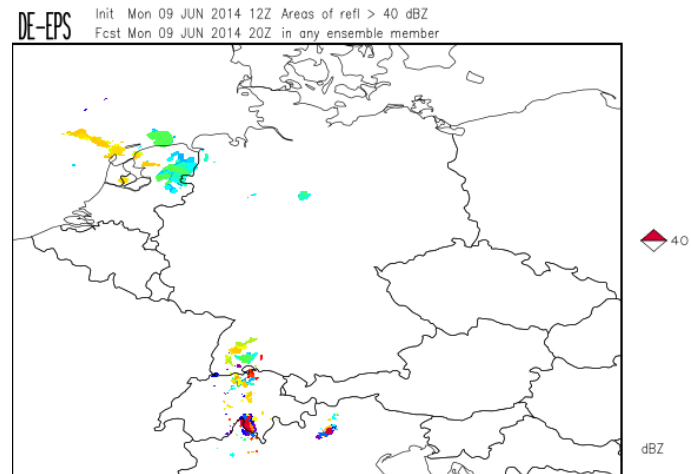 DE-EPS
Init Mon 09 JUN 2014 12Z Areas of refl > 40 dBZ
Fcst Mon 09 JUN 2014 20Z in any ensemble member
40
dBZ